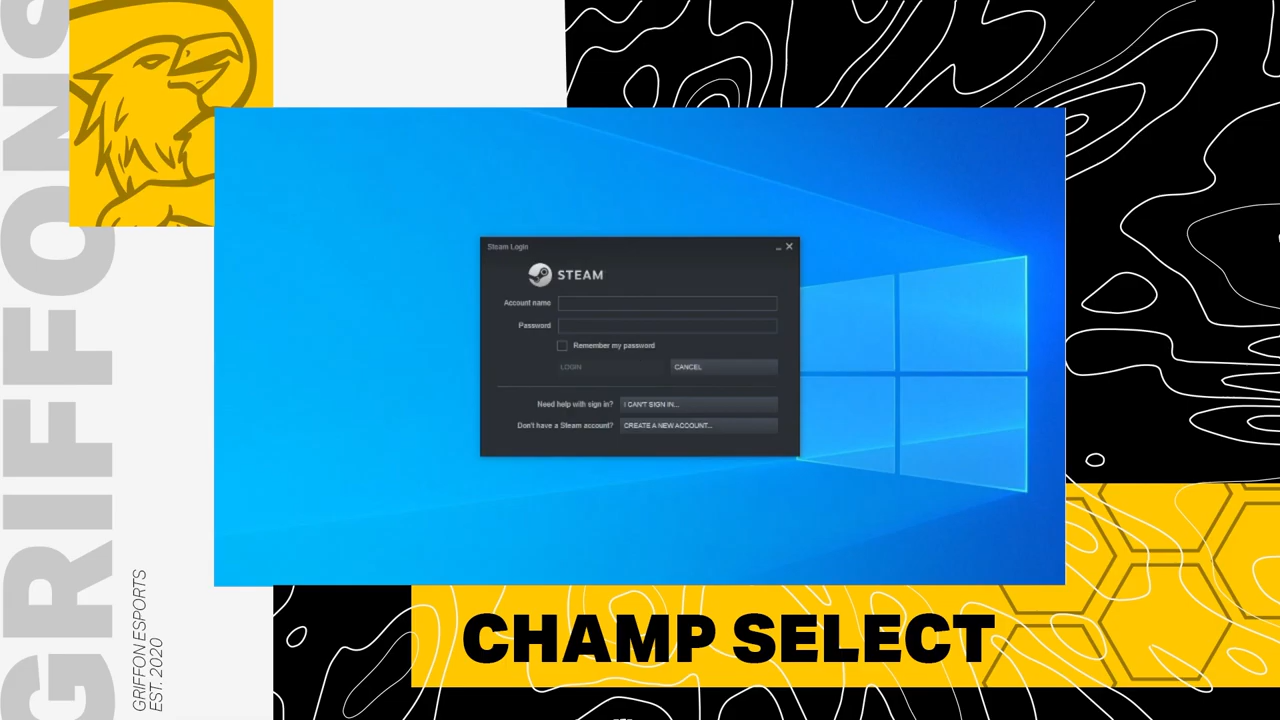 GRIFFONS
GRIFFON ESPORTS
EST. 2020
Steam Login
STEAM
Account name
Password
Remember my password
LOGIN
CANCEL
Need help with sign in?
I CAN'T SIGN IN...
Don't have a Steam account?
CREATE A NEW ACCOUNT...
CHAMP SELECT